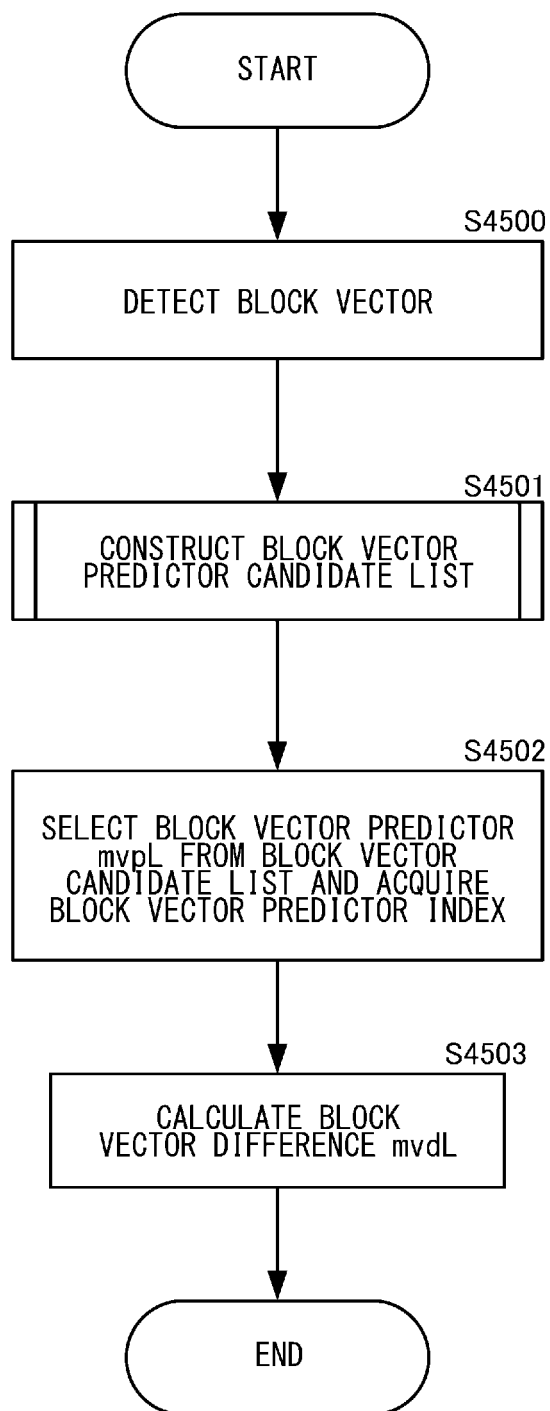 START
S4500
DETECT BLOCK VECTOR
S4501
CONSTRUCT BLOCK VECTOR
PREDICTOR CANDIDATE LIST
S4502
SELECT BLOCK VECTOR PREDICTOR
mvpL FROM BLOCK VECTOR
CANDIDATE LIST AND ACQUIRE
BLOCK VECTOR PREDICTOR INDEX
S4503
CALCULATE BLOCK
VECTOR DIFFERENCE mvdL
END